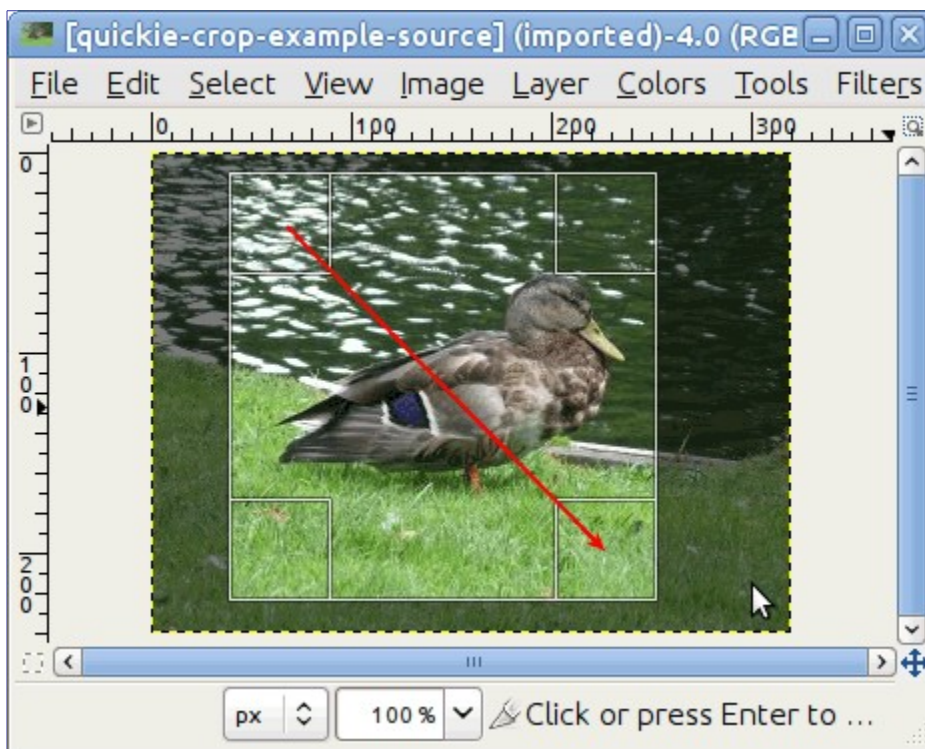 [quickie-crop-example-source] (imported)-4.0 (RGB
File Edit Select View Image Layer Colors Tools Filters
0 100 200 300
0
100
200
px 100 % Click or press Enter to ...